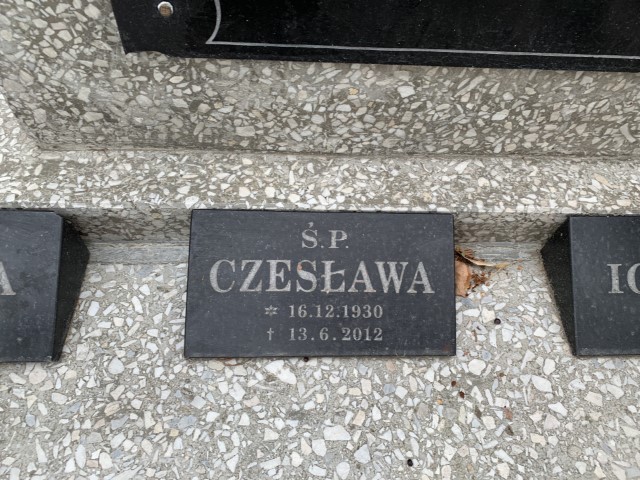 Ś.P.
CZESŁAWA
✡ 16.12.1930
† 13.6.2012